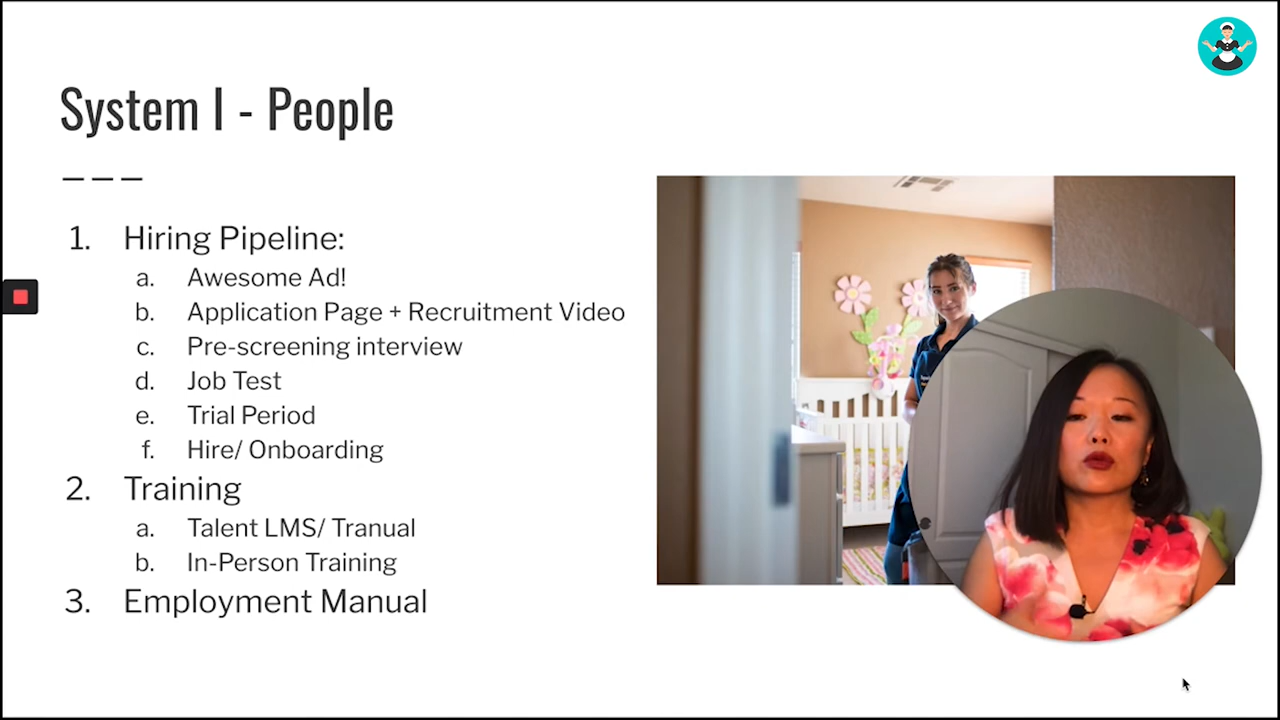 System I - People
1. Hiring Pipeline:
a. Awesome Ad!
b. Application Page + Recruitment Video
c. Pre-screening interview
d. Job Test
e. Trial Period
f. Hire/ Onboarding
2. Training
a. Talent LMS/ Tranual
b. In-Person Training
3. Employment Manual